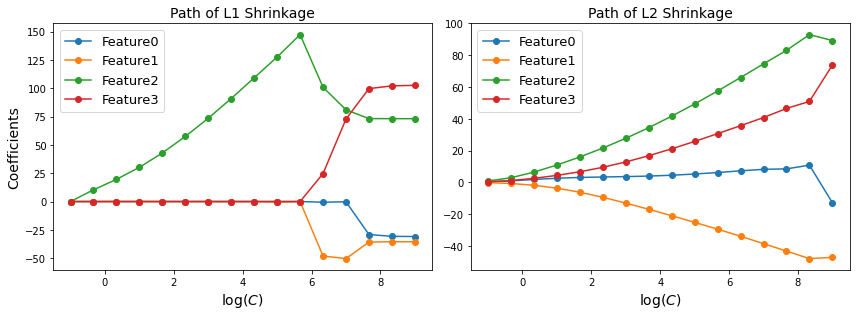 Path of L1 Shrinkage
Coefficients
150
125
100
75
50
25
0
−25
−50
Feature0
Feature1
Feature2
Feature3
0 2 4 6 8
log(C)
Path of L2 Shrinkage
100
80
60
40
20
0
−20
−40
Feature0
Feature1
Feature2
Feature3
0 2 4 6 8
log(C)